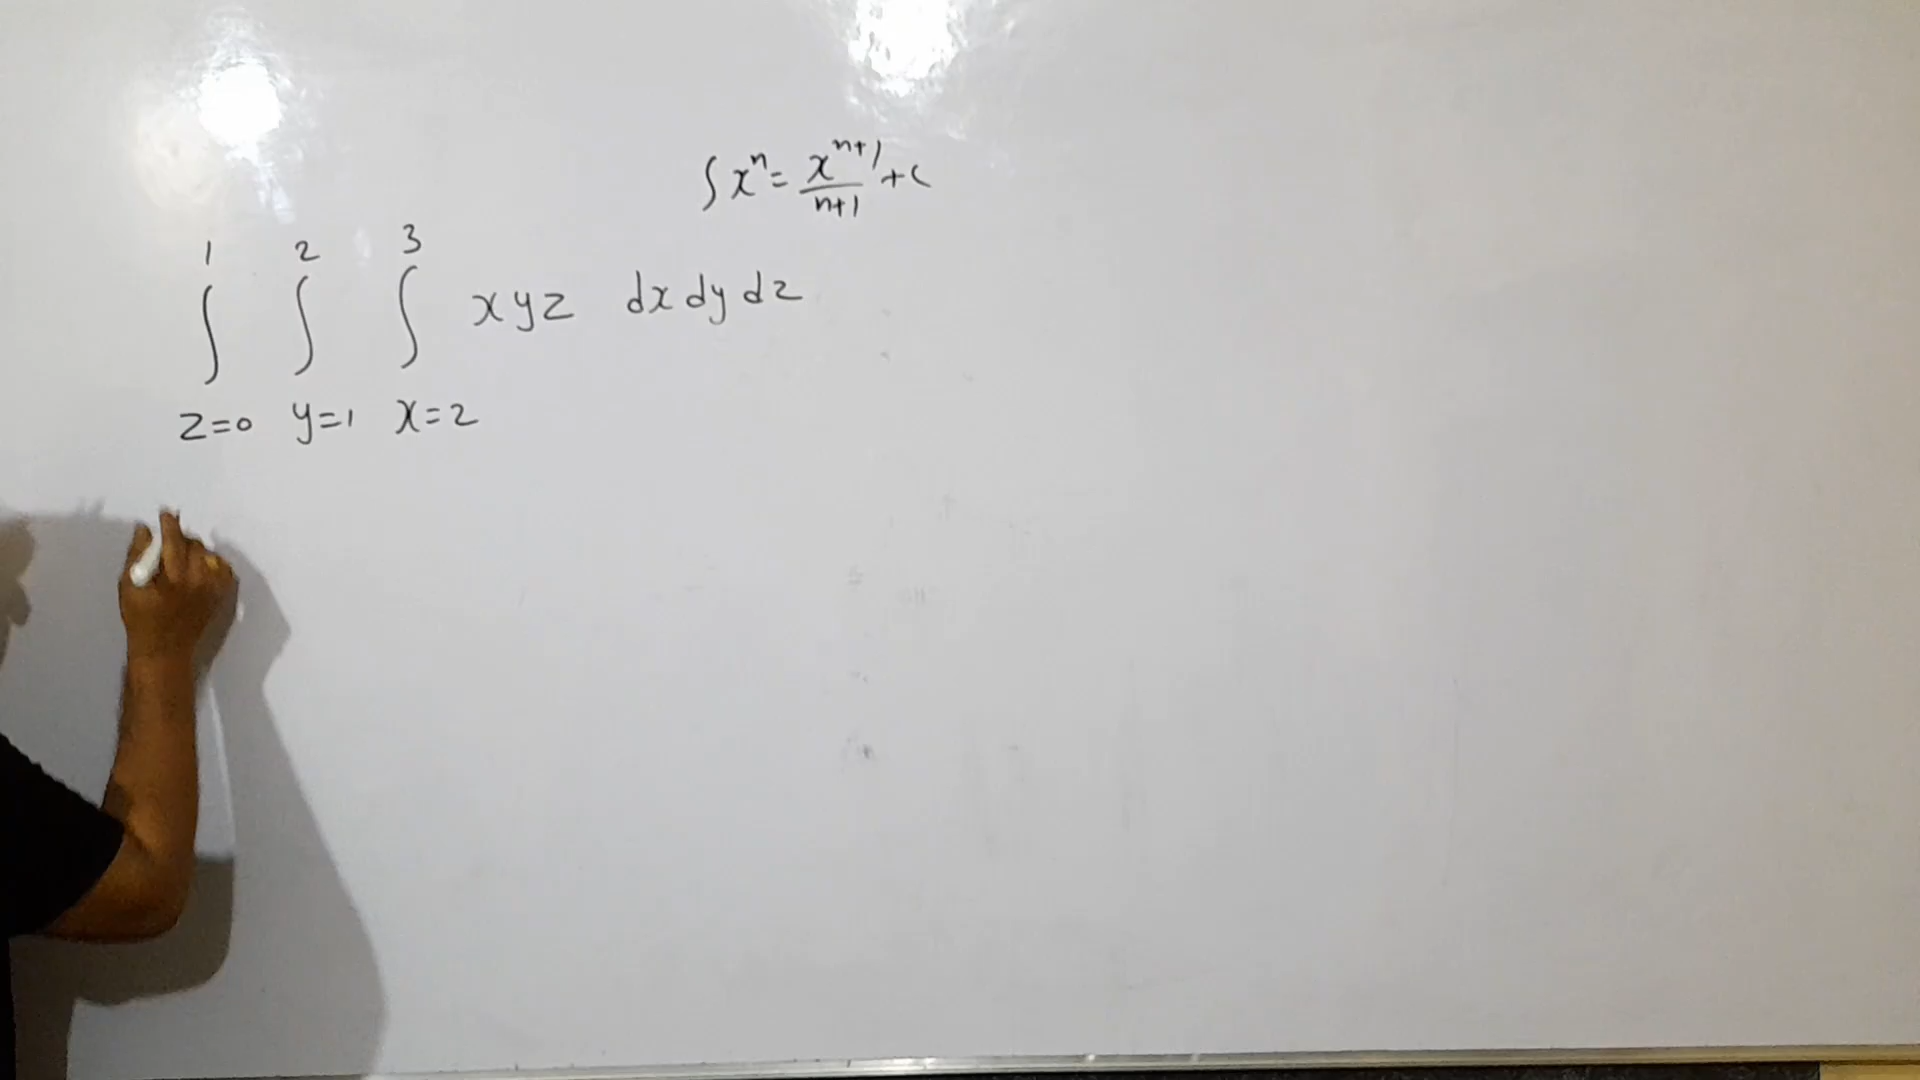 ∫xⁿ = xⁿ⁺¹/n+1 + c
1 2 3
∫ ∫ ∫ xyz dx dy dz
z=0 y=1 x=2